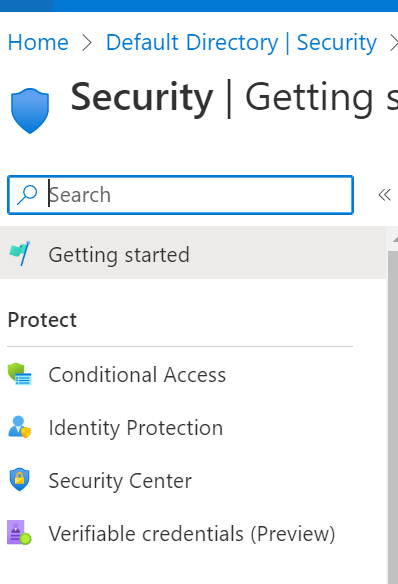 Home > Default Directory | Security >
Security | Getting s
Search «
Getting started
Protect
Conditional Access
Identity Protection
Security Center
Verifiable credentials (Preview)